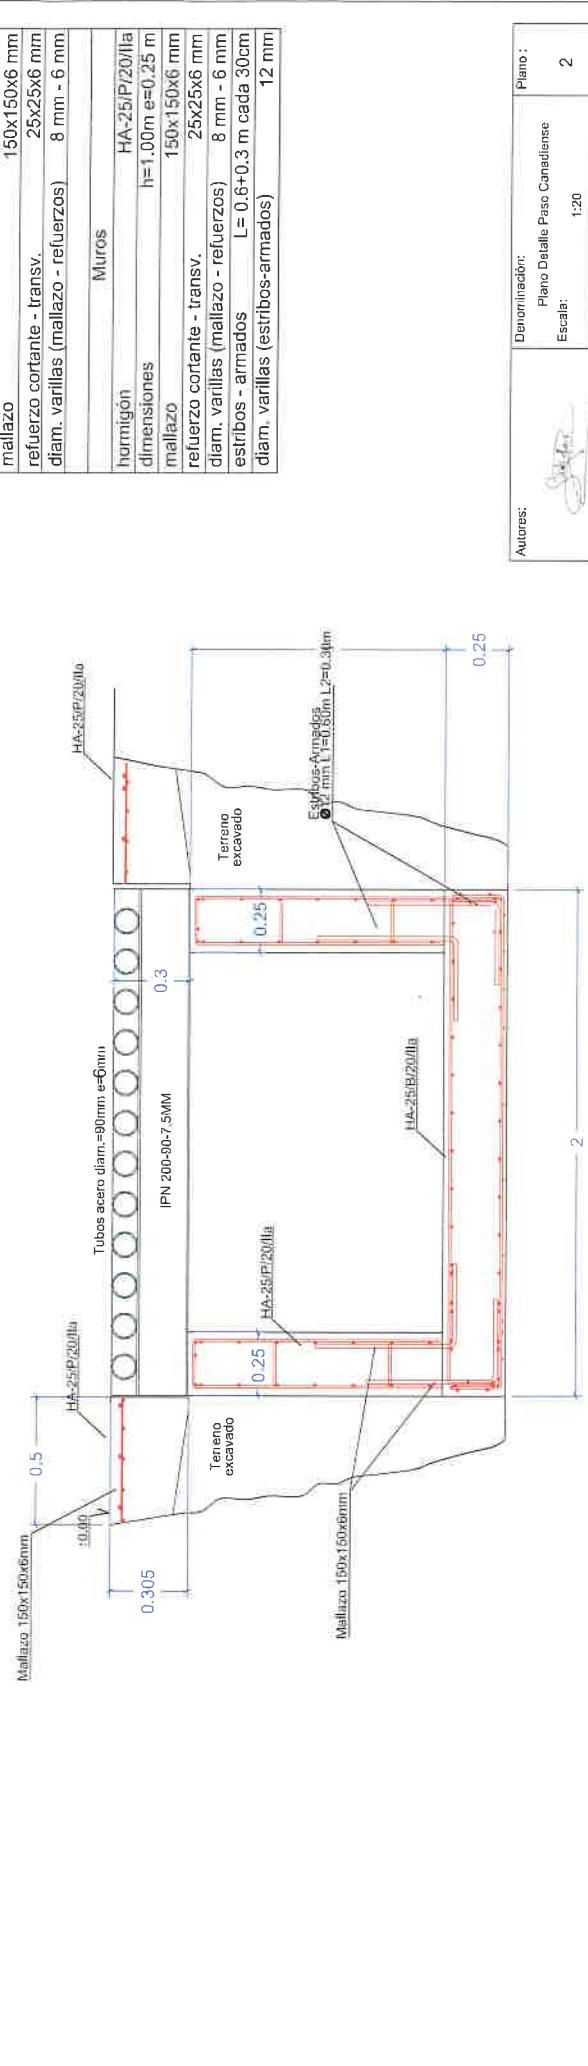 mallazo 150x150x6 mm
refuerzo cortante - transv. 25x25x6 mm
diam. varillas (mallazo - refuerzos) 8 mm - 6 mm
Muros
hormigón HA-25/P/20/IIa
dimensiones h=1.00m e=0.25 m
mallazo 150x150x6 mm
refuerzo cortante - transv. 25x25x6 mm
diam. varillas (mallazo - refuerzos) 8 mm - 6 mm
estribos - armados L= 0.6+0.3 m cada 30cm
diam. varillas (estribos-armados) 12 mm
Mallazo 150x150x6mm
0.5
HA-25/P/20/IIa
Tubos acero diam.=90mm e=6mm
HA-25/P/20/IIa
±0.00
0.305
IPN 200-90-7,5MM
0.3
Terreno
excavado
Terreno
excavado
0.25
HA-25/P/20/IIa
0.25
Estribos-Armados
Ø12 mm L1=0.60m L2=0.30m
Mallazo 150x150x6mm
HA-25/B/20/IIa
0.25
2
Autores:
Denominación:
Plano Detalle Paso Canadiense
Escala:
1:20
Plano :
2